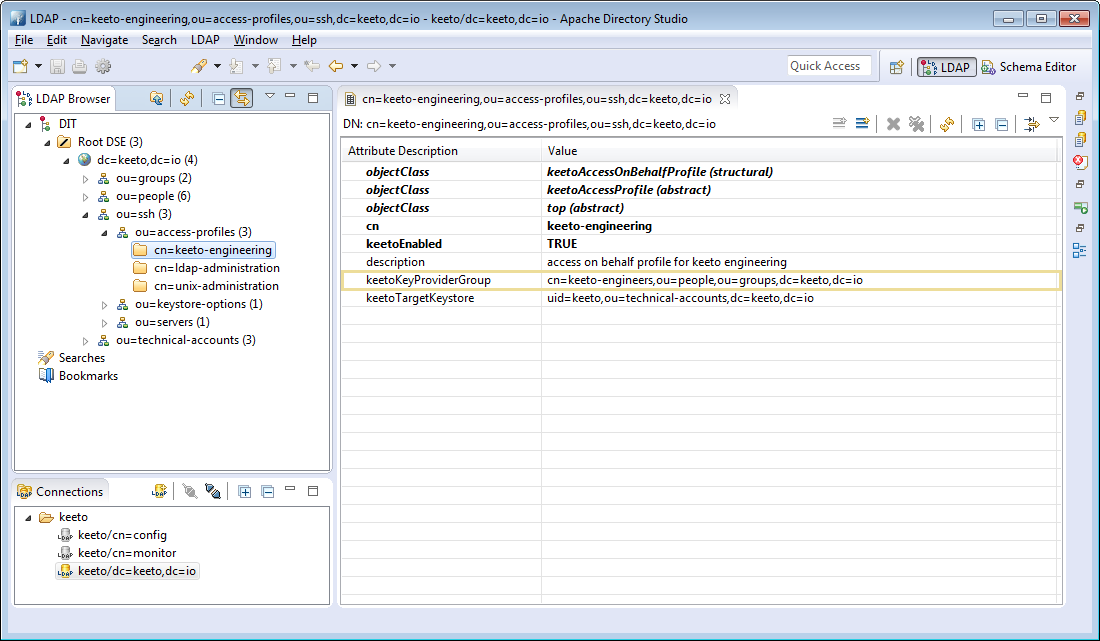 LDAP - cn=keeto-engineering,ou=access-profiles,ou=ssh,dc=keeto,dc=io - keeto/dc=keeto,dc=io - Apache Directory Studio
File Edit Navigate Search LDAP Window Help
Quick Access
LDAP Schema Editor
LDAP Browser
DIT
Root DSE (3)
dc=keeto,dc=io (4)
ou=groups (2)
ou=people (6)
ou=ssh (3)
ou=access-profiles (3)
cn=keeto-engineering
cn=ldap-administration
cn=unix-administration
ou=keystore-options (1)
ou=servers (1)
ou=technical-accounts (3)
Searches
Bookmarks
Connections
LDAP
keeto
LDAP keeto/cn=config
LDAP keeto/cn=monitor
LDAP keeto/dc=keeto,dc=io
cn=keeto-engineering,ou=access-profiles,ou=ssh,dc=keeto,dc=io
DN: cn=keeto-engineering,ou=access-profiles,ou=ssh,dc=keeto,dc=io
Attribute Description Value
objectClass keetoAccessOnBehalfProfile (structural)
objectClass keetoAccessProfile (abstract)
objectClass top (abstract)
cn keeto-engineering
keetoEnabled TRUE
description access on behalf profile for keeto engineering
keetoKeyProviderGroup cn=keeto-engineers,ou=people,ou=groups,dc=keeto,dc=io
keetoTargetKeystore uid=keeto,ou=technical-accounts,dc=keeto,dc=io